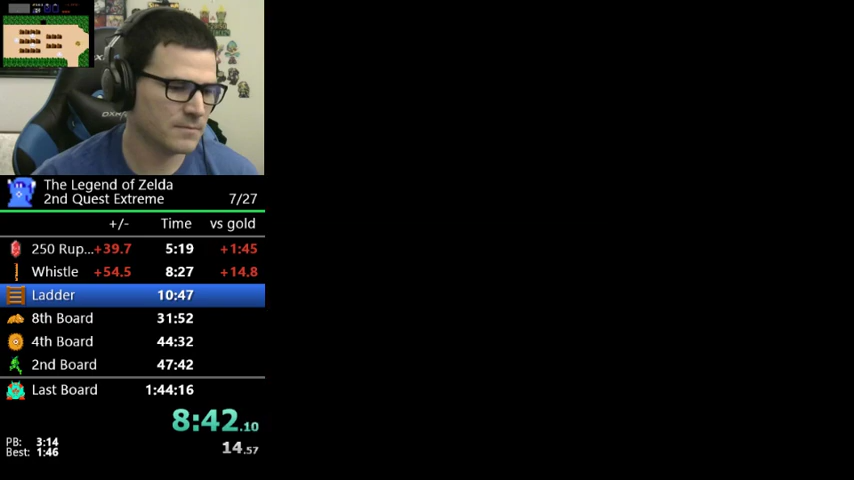 The Legend of Zelda
2nd Quest Extreme 7/27
+/- Time vs gold
250 Rup... +39.7 5:19 +1:45
Whistle +54.5 8:27 +14.8
Ladder 10:47
8th Board 31:52
4th Board 44:32
2nd Board 47:42
Last Board 1:44:16
8:42.10
PB: 3:14 14.57
Best: 1:46